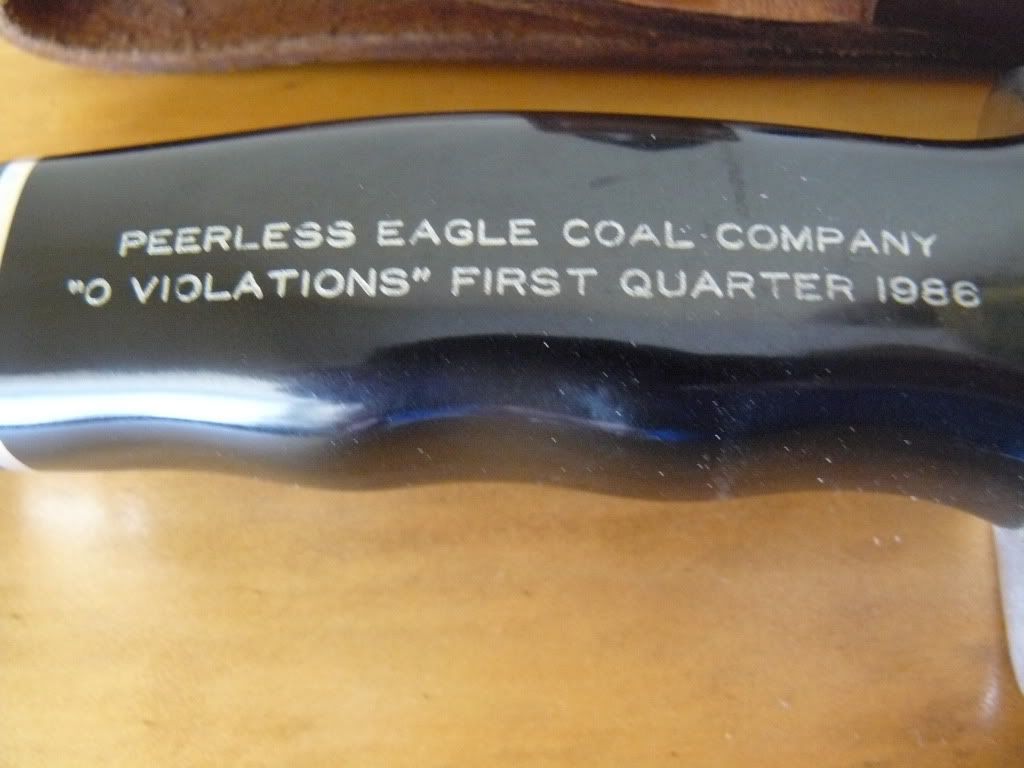 PEERLESS EAGLE COAL COMPANY
"0 VIOLATIONS" FIRST QUARTER 1986